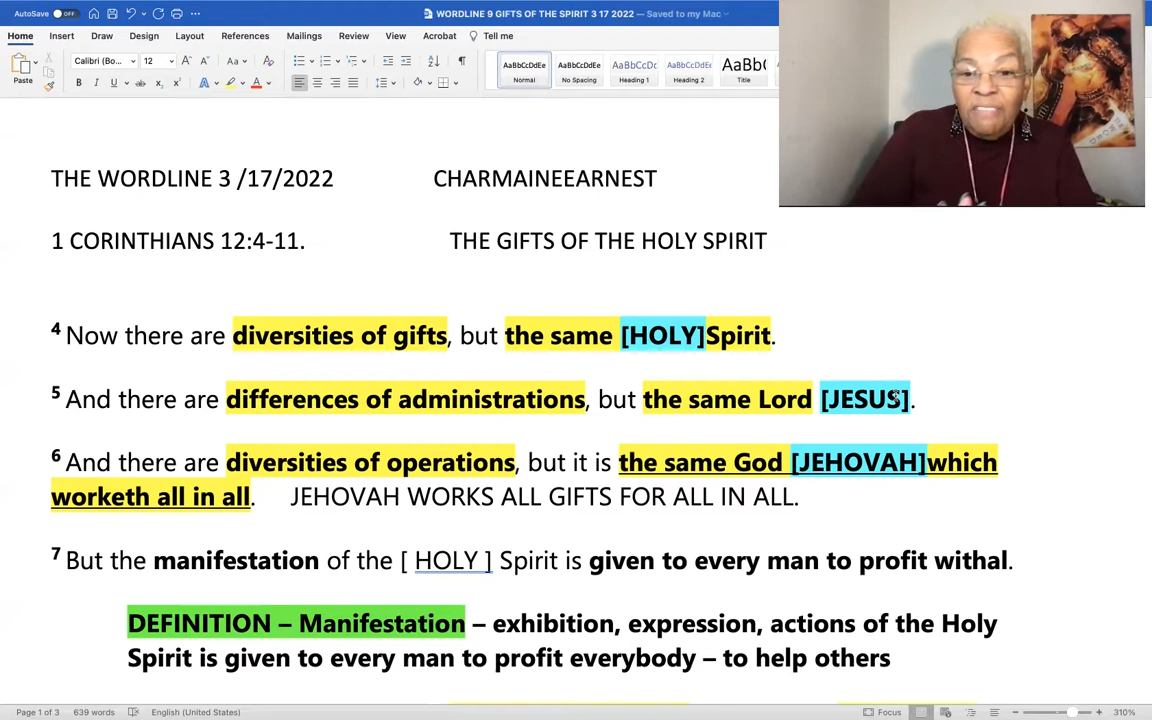 AutoSave OFF WORDLINE 9 GIFTS OF THE SPIRIT 3 17 2022 — Saved to my Mac
Home Insert Draw Design Layout References Mailings Review View Acrobat Tell me
Paste Calibri (Bo... 12 AaBbCcDdEe AaBbCcDdEe AaBbCcDc AaBbCcDdEe AaBbC
Normal No Spacing Heading 1 Heading 2 Title
THE WORDLINE 3 /17/2022 CHARMAINEEARNEST
1 CORINTHIANS 12:4-11. THE GIFTS OF THE HOLY SPIRIT
4 Now there are diversities of gifts, but the same [HOLY]Spirit.
5 And there are differences of administrations, but the same Lord [JESUS].
6 And there are diversities of operations, but it is the same God [JEHOVAH]which
worketh all in all. JEHOVAH WORKS ALL GIFTS FOR ALL IN ALL.
7 But the manifestation of the [ HOLY ] Spirit is given to every man to profit withal.
DEFINITION – Manifestation – exhibition, expression, actions of the Holy
Spirit is given to every man to profit everybody – to help others
Page 1 of 3 639 words English (United States) Focus 310%